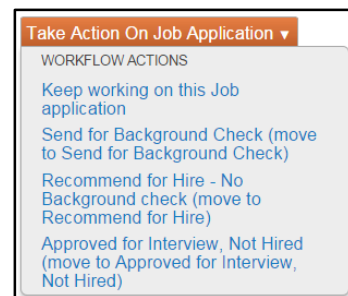 Take Action On Job Application ▾
WORKFLOW ACTIONS
Keep working on this Job
application
Send for Background Check (move
to Send for Background Check)
Recommend for Hire - No
Background check (move to
Recommend for Hire)
Approved for Interview, Not Hired
(move to Approved for Interview,
Not Hired)